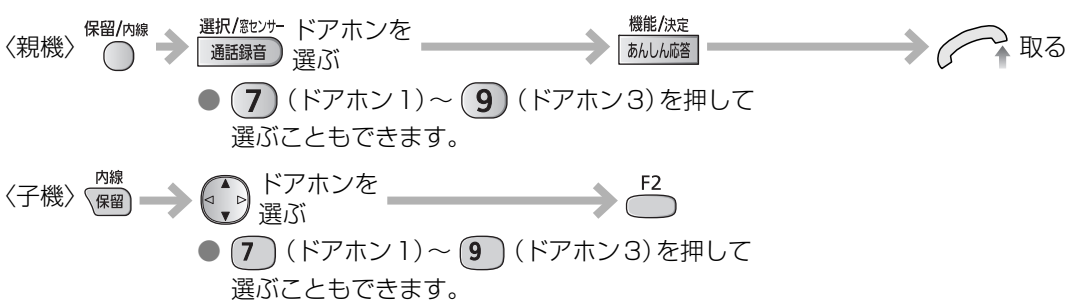 〈親機〉 保留/内線 選択/窓センサー 通話録音 ドアホンを 選ぶ 機能/決定 あんしん応答 取る
● 7 (ドアホン1)～ 9 (ドアホン3)を押して
選ぶこともできます。
〈子機〉 内線 保留 ドアホンを 選ぶ F2
● 7 (ドアホン1)～ 9 (ドアホン3)を押して
選ぶこともできます。